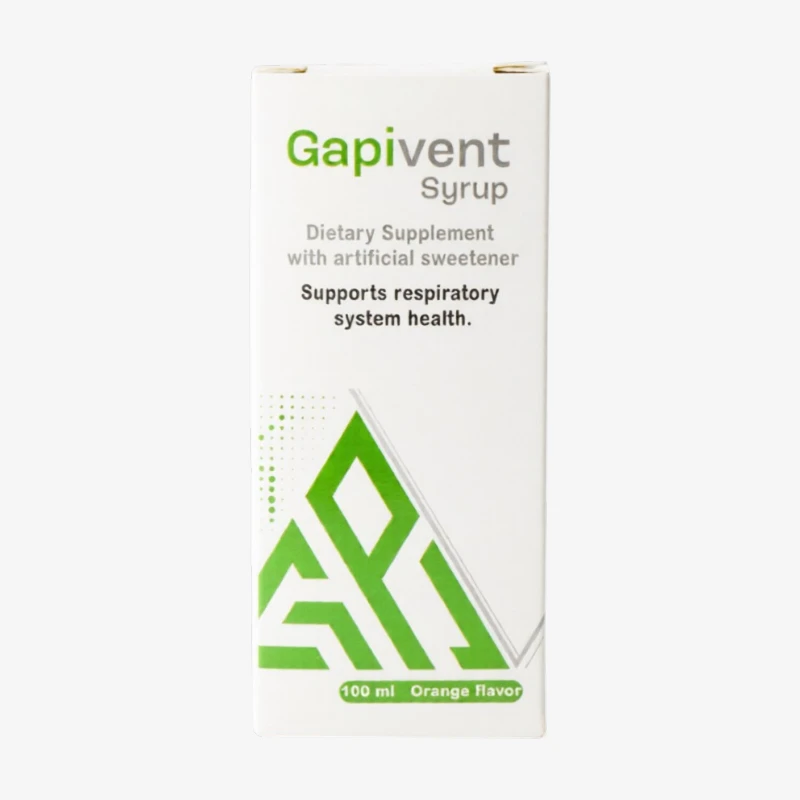 Gapivent
Syrup
Dietary Supplement
with artificial sweetener
Supports respiratory
system health.
100 ml Orange flavor